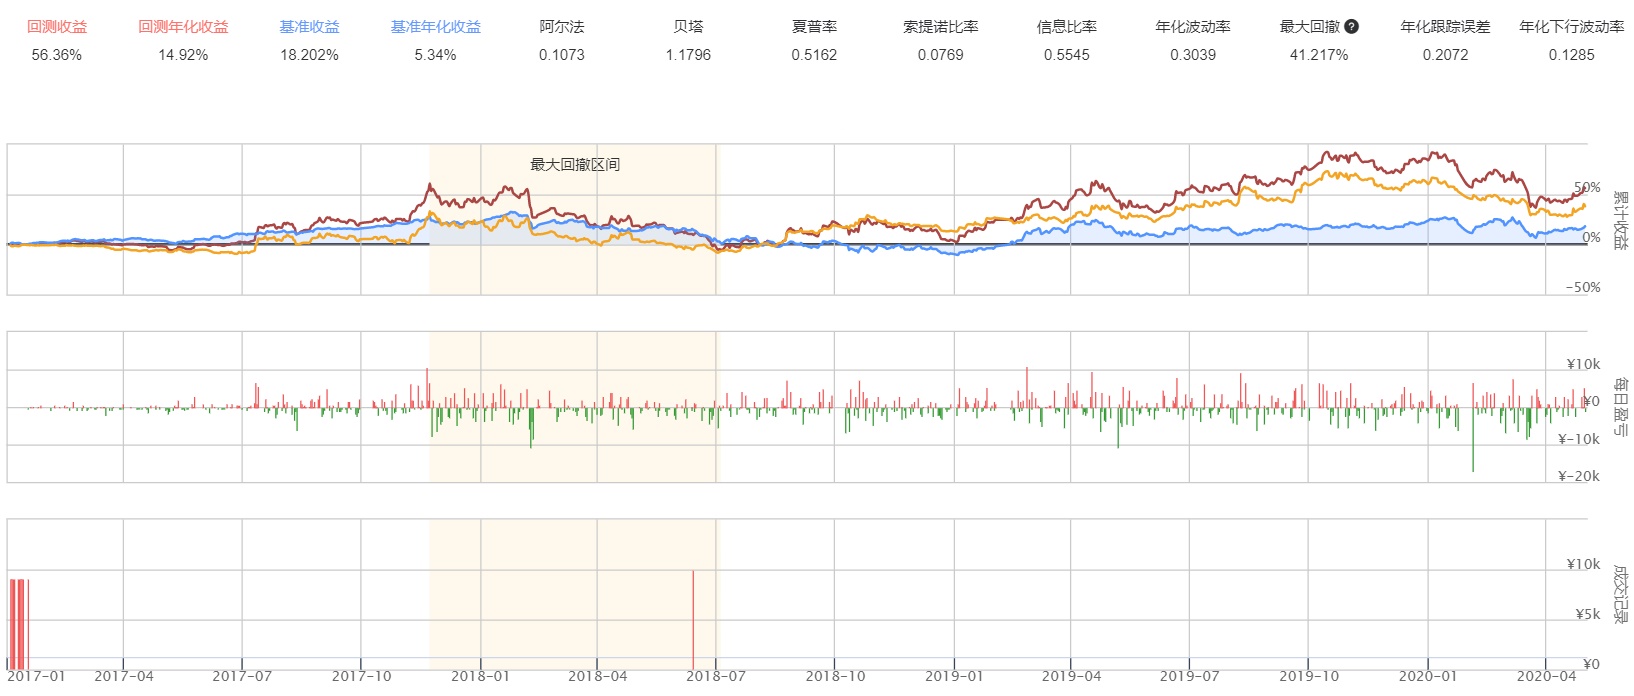 回测收益 回测年化收益 基准收益 基准年化收益 阿尔法 贝塔 夏普率 索提诺比率 信息比率 年化波动率 最大回撤 ? 年化跟踪误差 年化下行波动率
56.36% 14.92% 18.202% 5.34% 0.1073 1.1796 0.5162 0.0769 0.5545 0.3039 41.217% 0.2072 0.1285
最大回撤区间
50%
0%
-50%
累计收益
¥10k
¥0
¥-10k
¥-20k
每日盈亏
¥10k
¥5k
¥0
成交记录
2017-01 2017-04 2017-07 2017-10 2018-01 2018-04 2018-07 2018-10 2019-01 2019-04 2019-07 2019-10 2020-01 2020-04